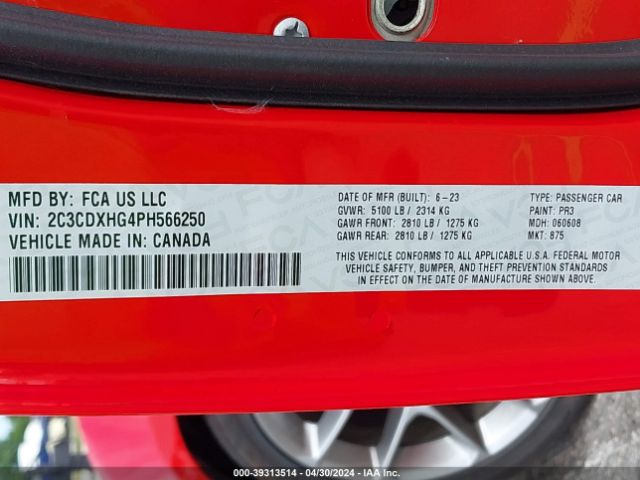 MFD BY: FCA US LLC
VIN: 2C3CDXHG4PH566250
VEHICLE MADE IN: CANADA
DATE OF MFR (BUILT): 6-23
GVWR: 5100 LB / 2314 KG
GAWR FRONT: 2810 LB / 1275 KG
GAWR REAR: 2810 LB / 1275 KG
TYPE: PASSENGER CAR
PAINT: PR3
MDH: 060608
MKT: 875
THIS VEHICLE CONFORMS TO ALL APPLICABLE U.S.A. FEDERAL MOTOR
VEHICLE SAFETY, BUMPER, AND THEFT PREVENTION STANDARDS
IN EFFECT ON THE DATE OF MANUFACTURE SHOWN ABOVE.
000-39313514 - 04/30/2024 - IAA Inc.